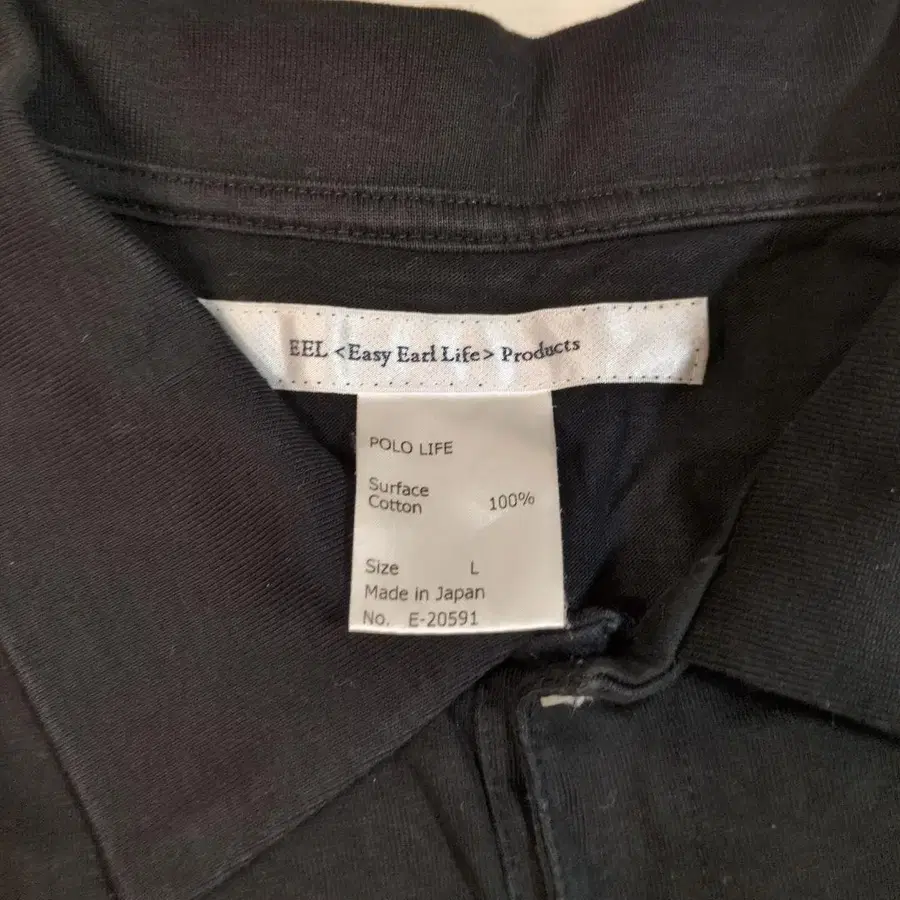 EEL <Easy Earl Life> Products
POLO LIFE
Surface
Cotton 100%
Size L
Made in Japan
No. E-20591